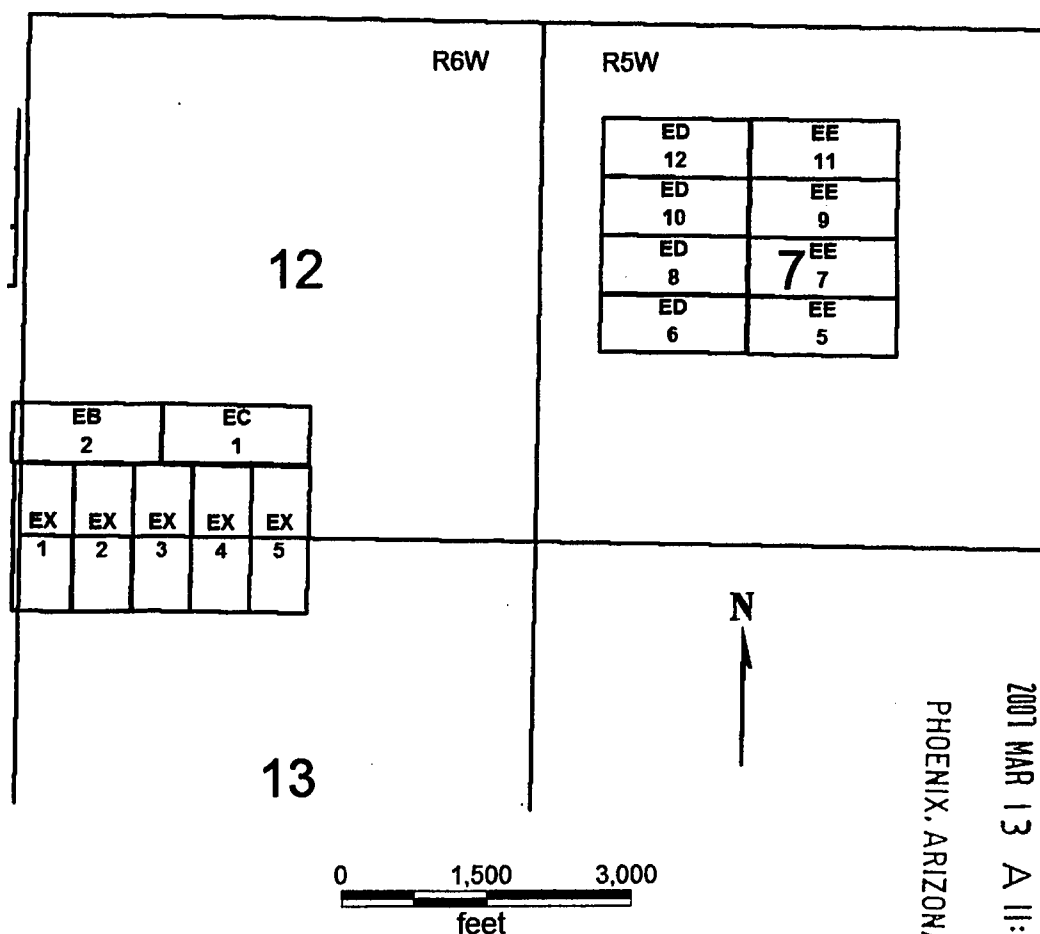 R6W R5W
ED EE
12 11
ED EE
10 9
12
ED 7 EE
8 7
ED EE
6 5
EB EC
2 1
EX EX EX EX EX
1 2 3 4 5
N
13
0 1,500 3,000
feet
2007 MAR 13 A 11:
PHOENIX, ARIZONA